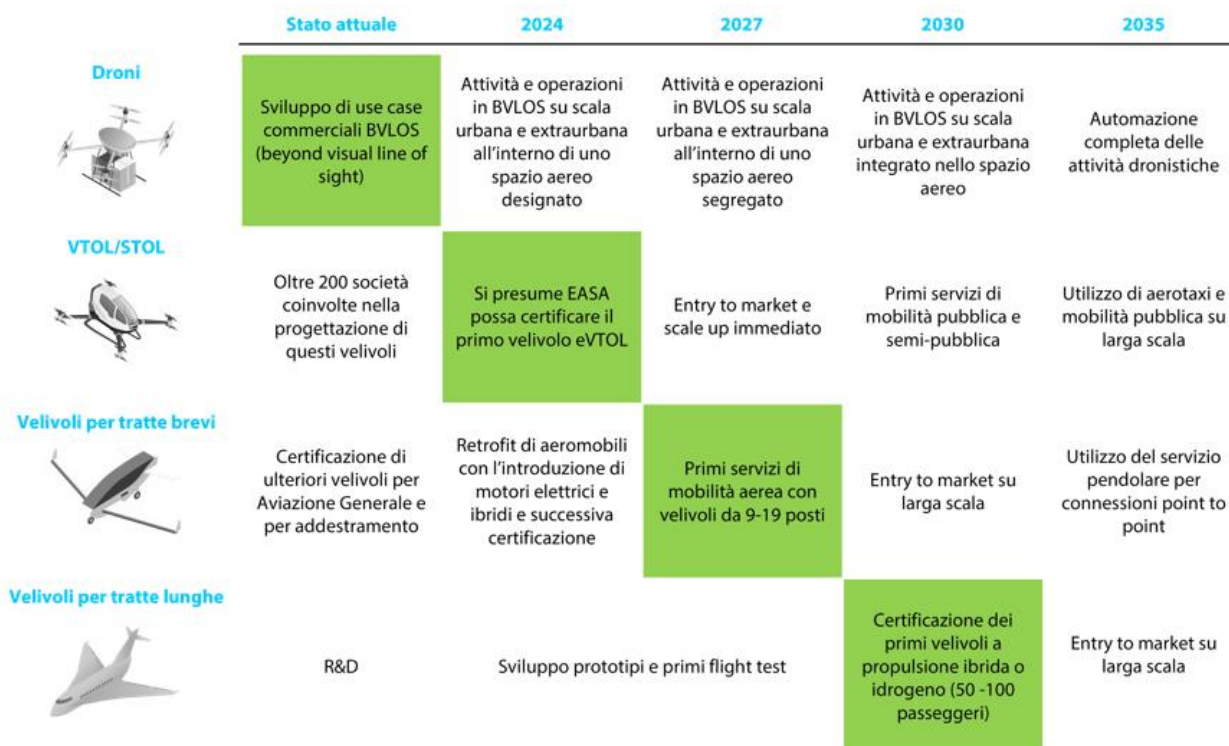 Stato attuale
2024
2027
2030
2035
Droni
Sviluppo di use case
commerciali BVLOS
(beyond visual line of
sight)
Attività e operazioni
in BVLOS su scala
urbana e extraurbana
all'interno di uno
spazio aereo
designato
Attività e operazioni
in BVLOS su scala
urbana e extraurbana
all'interno di uno
spazio aereo
segregato
Attività e operazioni
in BVLOS su scala
urbana e extraurbana
integrato nello spazio
aereo
Automazione
completa delle
attività dronistiche
VTOL/STOL
Oltre 200 società
coinvolte nella
progettazione di
questi velivoli
Si presume EASA
possa certificare il
primo velivolo eVTOL
Entry to market e
scale up immediato
Primi servizi di
mobilità pubblica e
semi-pubblica
Utilizzo di aerotaxi e
mobilità pubblica su
larga scala
Velivoli per tratte brevi
Certificazione di
ulteriori velivoli per
Aviazione Generale e
per addestramento
Retrofit di aeromobili
con l'introduzione di
motori elettrici e
ibridi e successiva
certificazione
Primi servizi di
mobilità aerea con
velivoli da 9-19 posti
Entry to market su
larga scala
Utilizzo del servizio
pendolare per
connessioni point to
point
Velivoli per tratte lunghe
R&D
Sviluppo prototipi e primi flight test
Certificazione dei
primi velivoli a
propulsione ibrida o
idrogeno (50 -100
passeggeri)
Entry to market su
larga scala